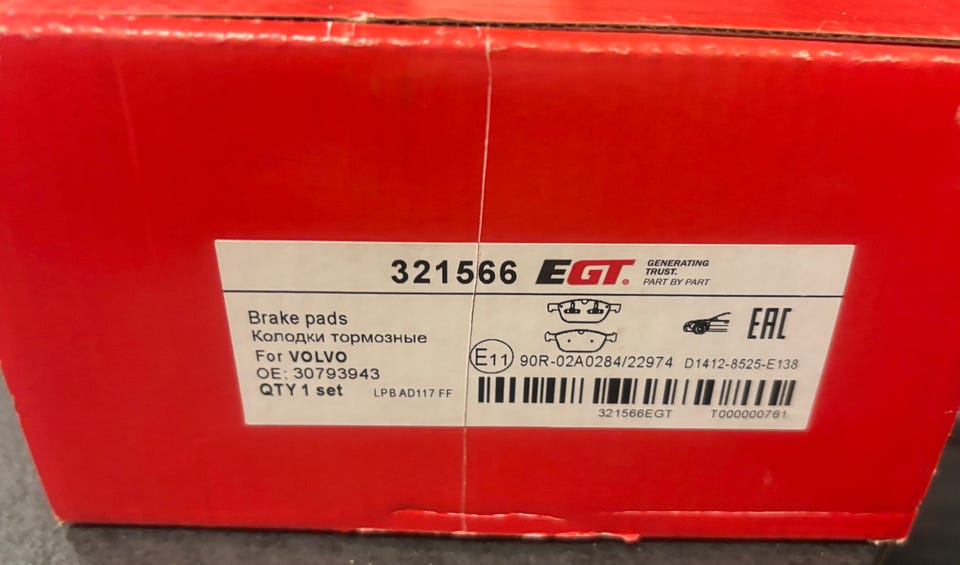 321566 EGT. GENERATING
TRUST.
PART BY PART
Brake pads
Колодки тормозные
For VOLVO
OE: 30793943
QTY 1 set LPB AD117 FF
EAC
E11 90R-02A0284/22974 D1412-8525-E138
321566EGT T000000761